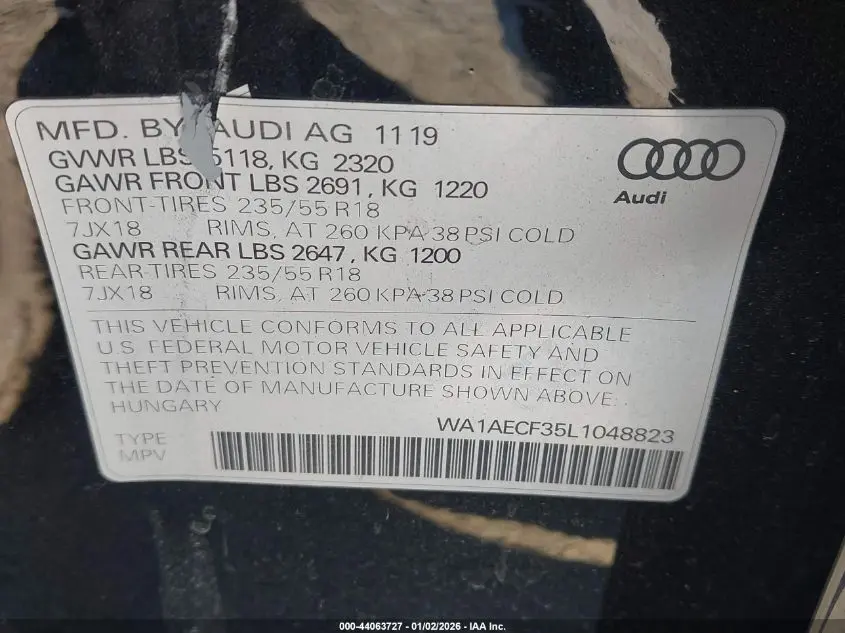 MFD. BY AUDI AG 11 19
GVWR LBS 5118, KG 2320
GAWR FRONT LBS 2691, KG 1220
FRONT-TIRES 235/55 R18
7JX18 RIMS, AT 260 KPA-38 PSI COLD
GAWR REAR LBS 2647, KG 1200
REAR-TIRES 235/55 R18
7JX18 RIMS, AT 260 KPA-38 PSI COLD
Audi
THIS VEHICLE CONFORMS TO ALL APPLICABLE
U.S. FEDERAL MOTOR VEHICLE SAFETY AND
THEFT PREVENTION STANDARDS IN EFFECT ON
THE DATE OF MANUFACTURE SHOWN ABOVE.
HUNGARY
WA1AECF35L1048823
TYPE
MPV
000-44063727 - 01/02/2026 - IAA Inc.